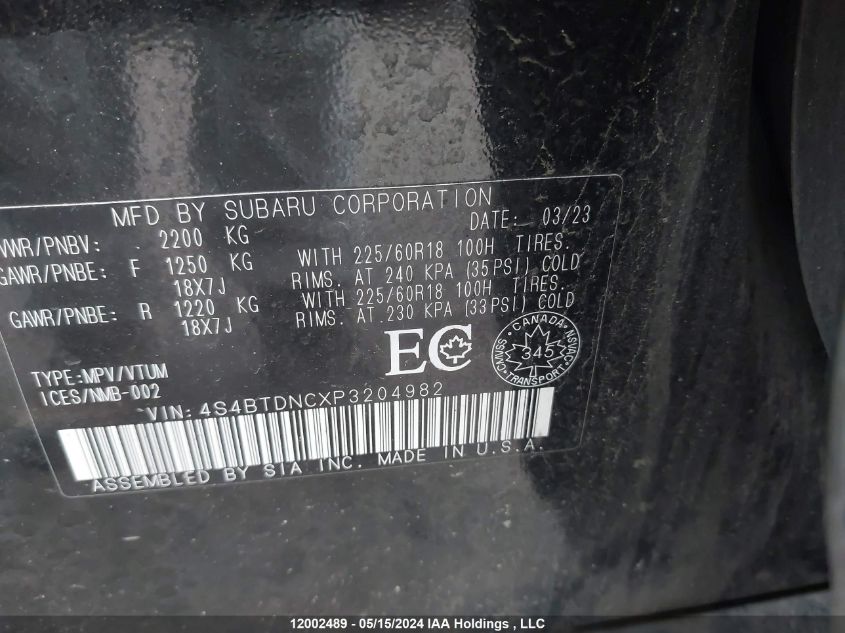 MFD BY SUBARU CORPORATION DATE: 03/23
VWR/PNBV: 2200 KG
GAWR/PNBE: F 1250 KG WITH 225/60R18 100H TIRES.
18X7J RIMS. AT 240 KPA (35PSI) COLD
GAWR/PNBE: R 1220 KG WITH 225/60R18 100H TIRES.
18X7J RIMS. AT 230 KPA (33PSI) COLD
EC
CANADA
345
CMVSS NSVAC
TYPE:MPV/VTUM
ICES/NMB-002
VIN: 4S4BTDNCXP3204982
ASSEMBLED BY SIA INC. MADE IN U.S.A.
12002489 - 05/15/2024 IAA Holdings , LLC